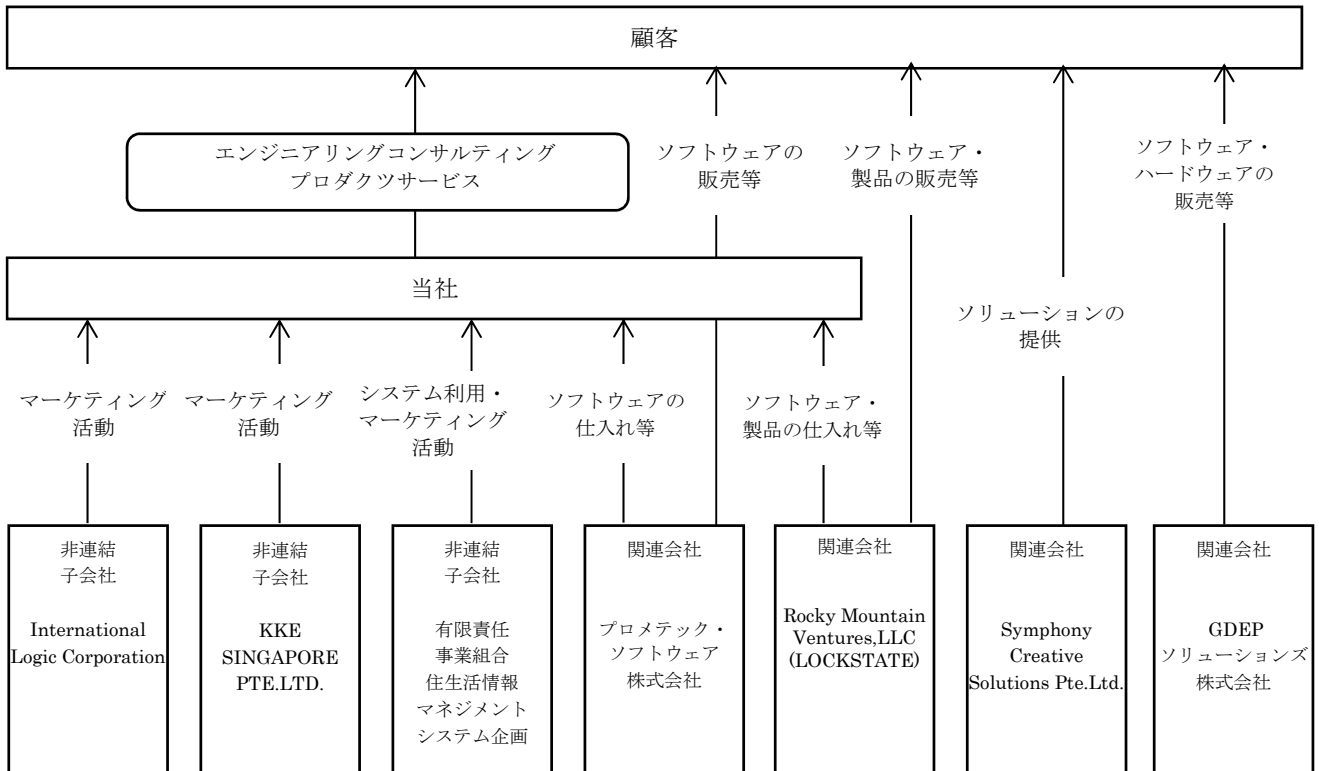 顧客
エンジニアリングコンサルティング
プロダクツサービス
ソフトウェアの
販売等
ソフトウェア・
製品の販売等
ソフトウェア・
ハードウェアの
販売等
当社
ソリューションの
提供
マーケティング
活動
マーケティング
活動
システム利用・
マーケティング
活動
ソフトウェアの
仕入れ等
ソフトウェア・
製品の仕入れ等
非連結
子会社
International
Logic Corporation
非連結
子会社
KKE
SINGAPORE
PTE.LTD.
非連結
子会社
有限責任
事業組合
住生活情報
マネジメント
システム企画
関連会社
プロメテック・
ソフトウェア
株式会社
関連会社
Rocky Mountain
Ventures,LLC
(LOCKSTATE)
関連会社
Symphony
Creative
Solutions Pte.Ltd.
関連会社
GDEP
ソリューションズ
株式会社